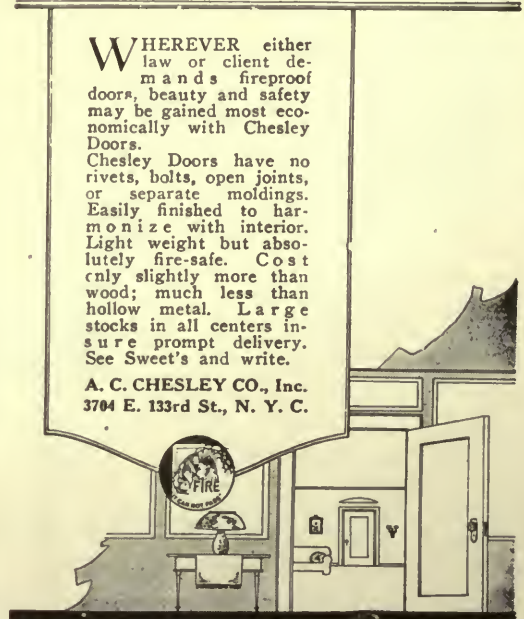 WHEREVER either
law or client de-
mands fireproof
doors, beauty and safety
may be gained most eco-
nomically with Chesley
Doors.
Chesley Doors have no
rivets, bolts, open joints,
or separate moldings.
Easily finished to har-
monize with interior.
Light weight but abso-
lutely fire-safe. Cost
only slightly more than
wood; much less than
hollow metal. Large
stocks in all centers in-
sure prompt delivery.
See Sweet's and write.
A. C. CHESLEY CO., Inc.
3704 E. 133rd St., N. Y. C.
FIRE
IT CAN NOT PASS